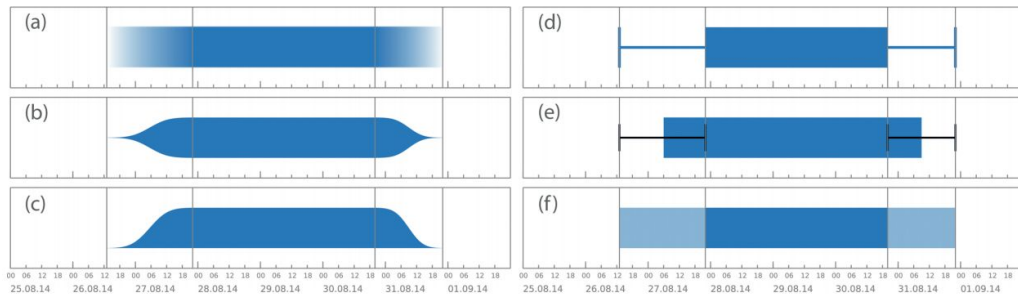 (a)
(b)
(c)
00 06 12 18 00 06 12 18 00 06 12 18 00 06 12 18 00 06 12 18 00 06 12 18 00 06 12 18 00 06 12 18
25.08.14 26.08.14 27.08.14 28.08.14 29.08.14 30.08.14 31.08.14 01.09.14
(d)
(e)
(f)
00 06 12 18 00 06 12 18 00 06 12 18 00 06 12 18 00 06 12 18 00 06 12 18 00 06 12 18 00 06 12 18
25.08.14 26.08.14 27.08.14 28.08.14 29.08.14 30.08.14 31.08.14 01.09.14